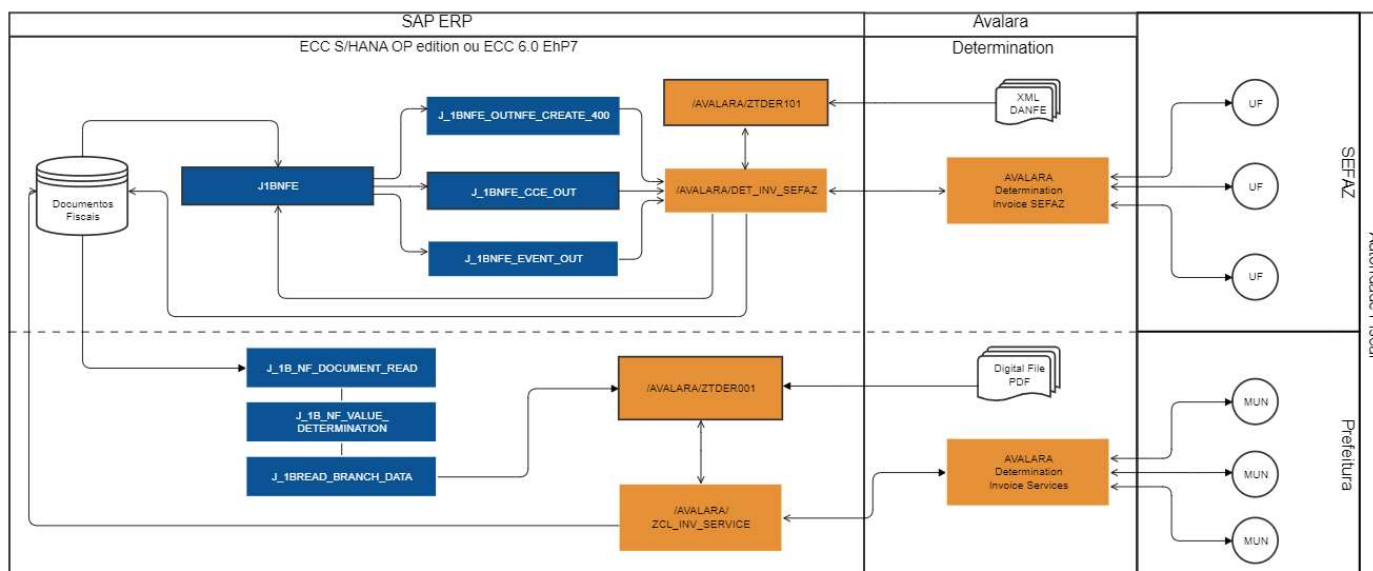 SAP ERP
Avalara
ECC S/HANA OP edition ou ECC 6.0 EhP7
Determination
/AVALARA/ZTDER101
XML
DANFE
UF
J_1BNFE_OUTNFE_CREATE_400
SEFAZ
Documentos
Fiscais
J1BNFE
J_1BNFE_CCE_OUT
/AVALARA/DET_INV_SEFAZ
AVALARA
Determination
Invoice SEFAZ
UF
J_1BNFE_EVENT_OUT
UF
Autoridade Fiscal
J_1B_NF_DOCUMENT_READ
/AVALARA/ZTDER001
Digital File
PDF
MUN
J_1B_NF_VALUE_
DETERMINATION
Prefeitura
J_1BREAD_BRANCH_DATA
AVALARA
Determination
Invoice Services
MUN
/AVALARA/
ZCL_INV_SERVICE
MUN